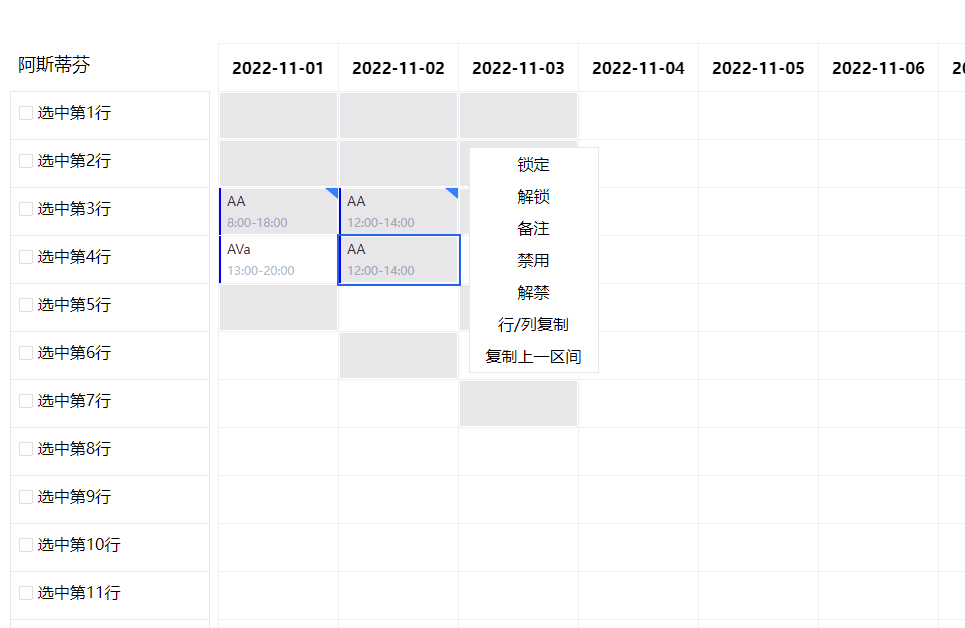 阿斯蒂芬 2022-11-01 2022-11-02 2022-11-03 2022-11-04 2022-11-05 2022-11-06 20
选中第1行
选中第2行
选中第3行
AA
8:00-18:00
AA
12:00-14:00
选中第4行
AVa
13:00-20:00
AA
12:00-14:00
选中第5行
选中第6行
选中第7行
选中第8行
选中第9行
选中第10行
选中第11行
锁定
解锁
备注
禁用
解禁
行/列复制
复制上一区间